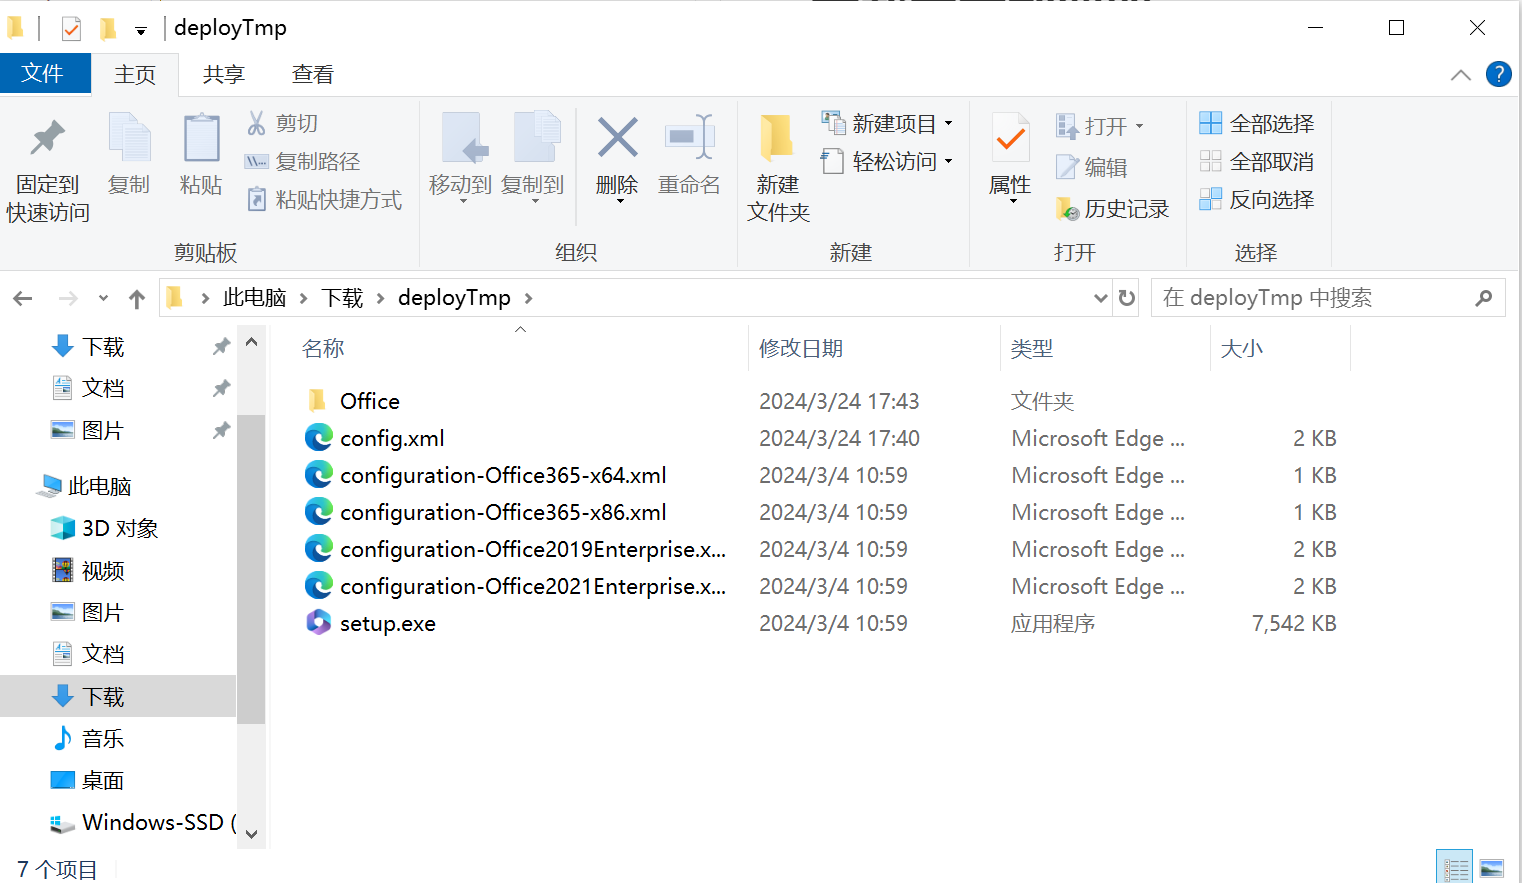 deployTmp
文件 主页 共享 查看
固定到
快速访问
复制
粘贴
剪切
复制路径
粘贴快捷方式
剪贴板
移动到
复制到
删除
重命名
组织
新建
文件夹
新建项目
轻松访问
新建
属性
打开
编辑
历史记录
打开
全部选择
全部取消
反向选择
选择
此电脑 下载 deployTmp
在 deployTmp 中搜索
下载
文档
图片
此电脑
3D 对象
视频
图片
文档
下载
音乐
桌面
Windows-SSD (
名称 修改日期 类型 大小
Office 2024/3/24 17:43 文件夹
config.xml 2024/3/24 17:40 Microsoft Edge ... 2 KB
configuration-Office365-x64.xml 2024/3/4 10:59 Microsoft Edge ... 1 KB
configuration-Office365-x86.xml 2024/3/4 10:59 Microsoft Edge ... 1 KB
configuration-Office2019Enterprise.x... 2024/3/4 10:59 Microsoft Edge ... 2 KB
configuration-Office2021Enterprise.x... 2024/3/4 10:59 Microsoft Edge ... 2 KB
setup.exe 2024/3/4 10:59 应用程序 7,542 KB
7 个项目